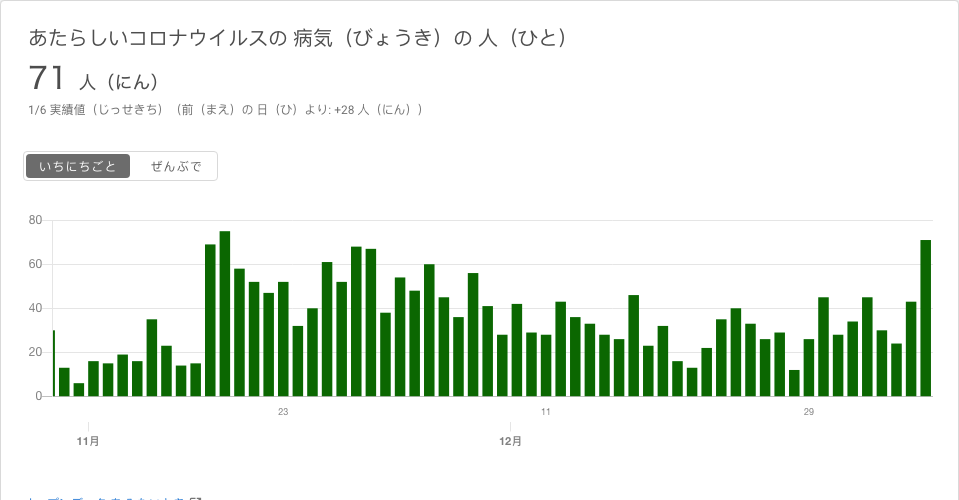 あたらしいコロナウイルスの 病気（びょうき）の 人（ひと）
71 人（にん）
1/6 実績値（じっせきち）（前（まえ）の 日（ひ）より: +28 人（にん））
いちにちごと ぜんぶで
80
60
40
20
0
23 11 29
11月 12月